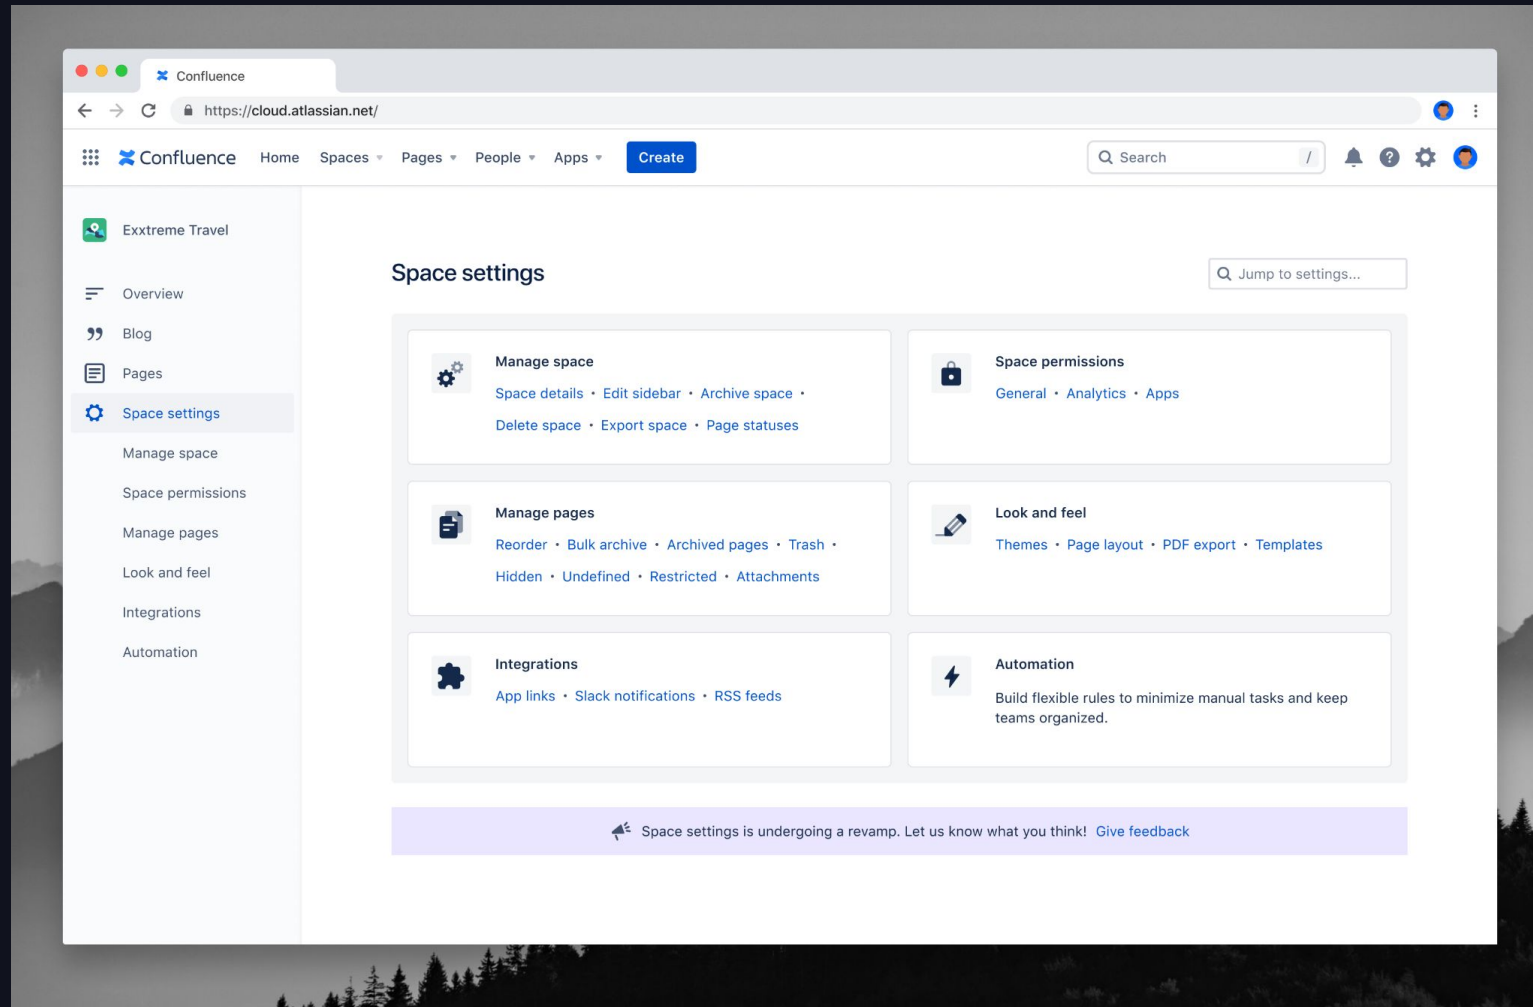 Confluence
https://cloud.atlassian.net/
Confluence Home Spaces Pages People Apps Create Search /
Exxtreme Travel
Overview
Blog
Pages
Space settings
Manage space
Space permissions
Manage pages
Look and feel
Integrations
Automation
Space settings
Jump to settings...
Manage space
Space details • Edit sidebar • Archive space •
Delete space • Export space • Page statuses
Space permissions
General • Analytics • Apps
Manage pages
Reorder • Bulk archive • Archived pages • Trash •
Hidden • Undefined • Restricted • Attachments
Look and feel
Themes • Page layout • PDF export • Templates
Integrations
App links • Slack notifications • RSS feeds
Automation
Build flexible rules to minimize manual tasks and keep
teams organized.
Space settings is undergoing a revamp. Let us know what you think! Give feedback